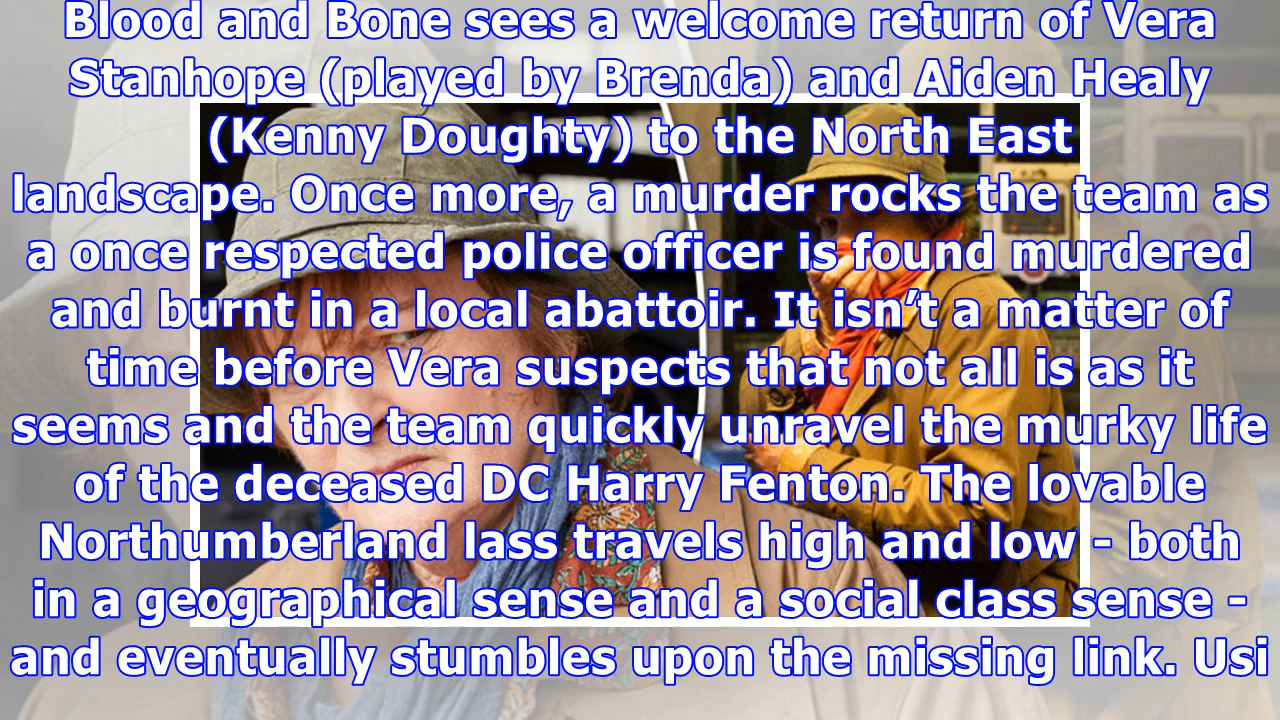 Blood and Bone sees a welcome return of Vera
Stanhope (played by Brenda) and Aiden Healy
(Kenny Doughty) to the North East
landscape. Once more, a murder rocks the team as
a once respected police officer is found murdered
and burnt in a local abattoir. It isn’t a matter of
time before Vera suspects that not all is as it
seems and the team quickly unravel the murky life
of the deceased DC Harry Fenton. The lovable
Northumberland lass travels high and low - both
in a geographical sense and a social class sense -
and eventually stumbles upon the missing link. Usi